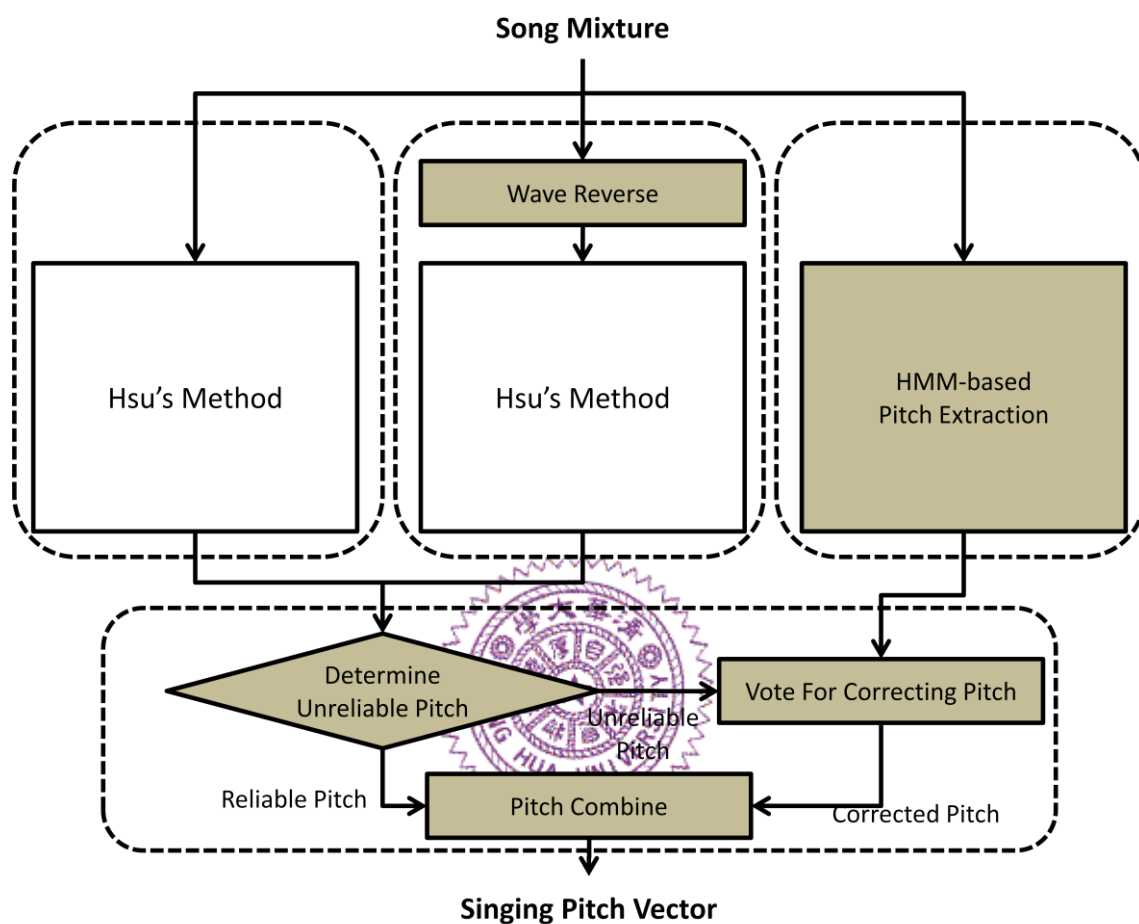 Song Mixture
Wave Reverse
Hsu's Method
Hsu's Method
HMM-based
Pitch Extraction
Determine
Unreliable Pitch
Unreliable
Pitch
Vote For Correcting Pitch
Reliable Pitch
Pitch Combine
Corrected Pitch
Singing Pitch Vector